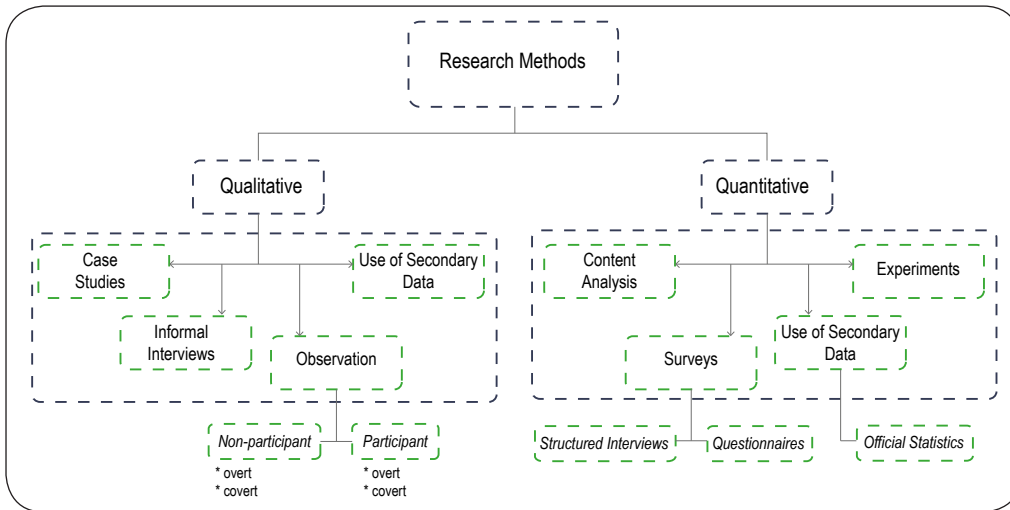 Research Methods
Qualitative
Quantitative
Case
Studies
Use of Secondary
Data
Informal
Interviews
Observation
Non-participant
* overt
* covert
Participant
* overt
* covert
Content
Analysis
Experiments
Surveys
Use of Secondary
Data
Structured Interviews
Questionnaires
Official Statistics